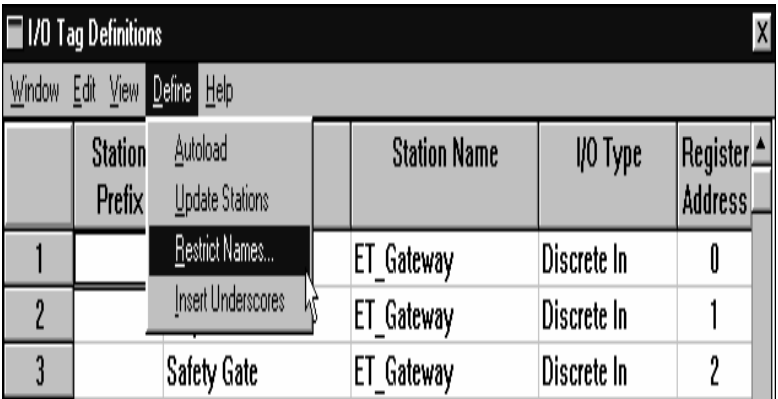 I/O Tag Definitions
Window Edit View Define Help
Station Prefix Station Name I/O Type Register Address
Autoload
Update Stations
Restrict Names...
Insert Underscores
1 ET_Gateway Discrete In 0
2 ET_Gateway Discrete In 1
3 Safety Gate ET_Gateway Discrete In 2